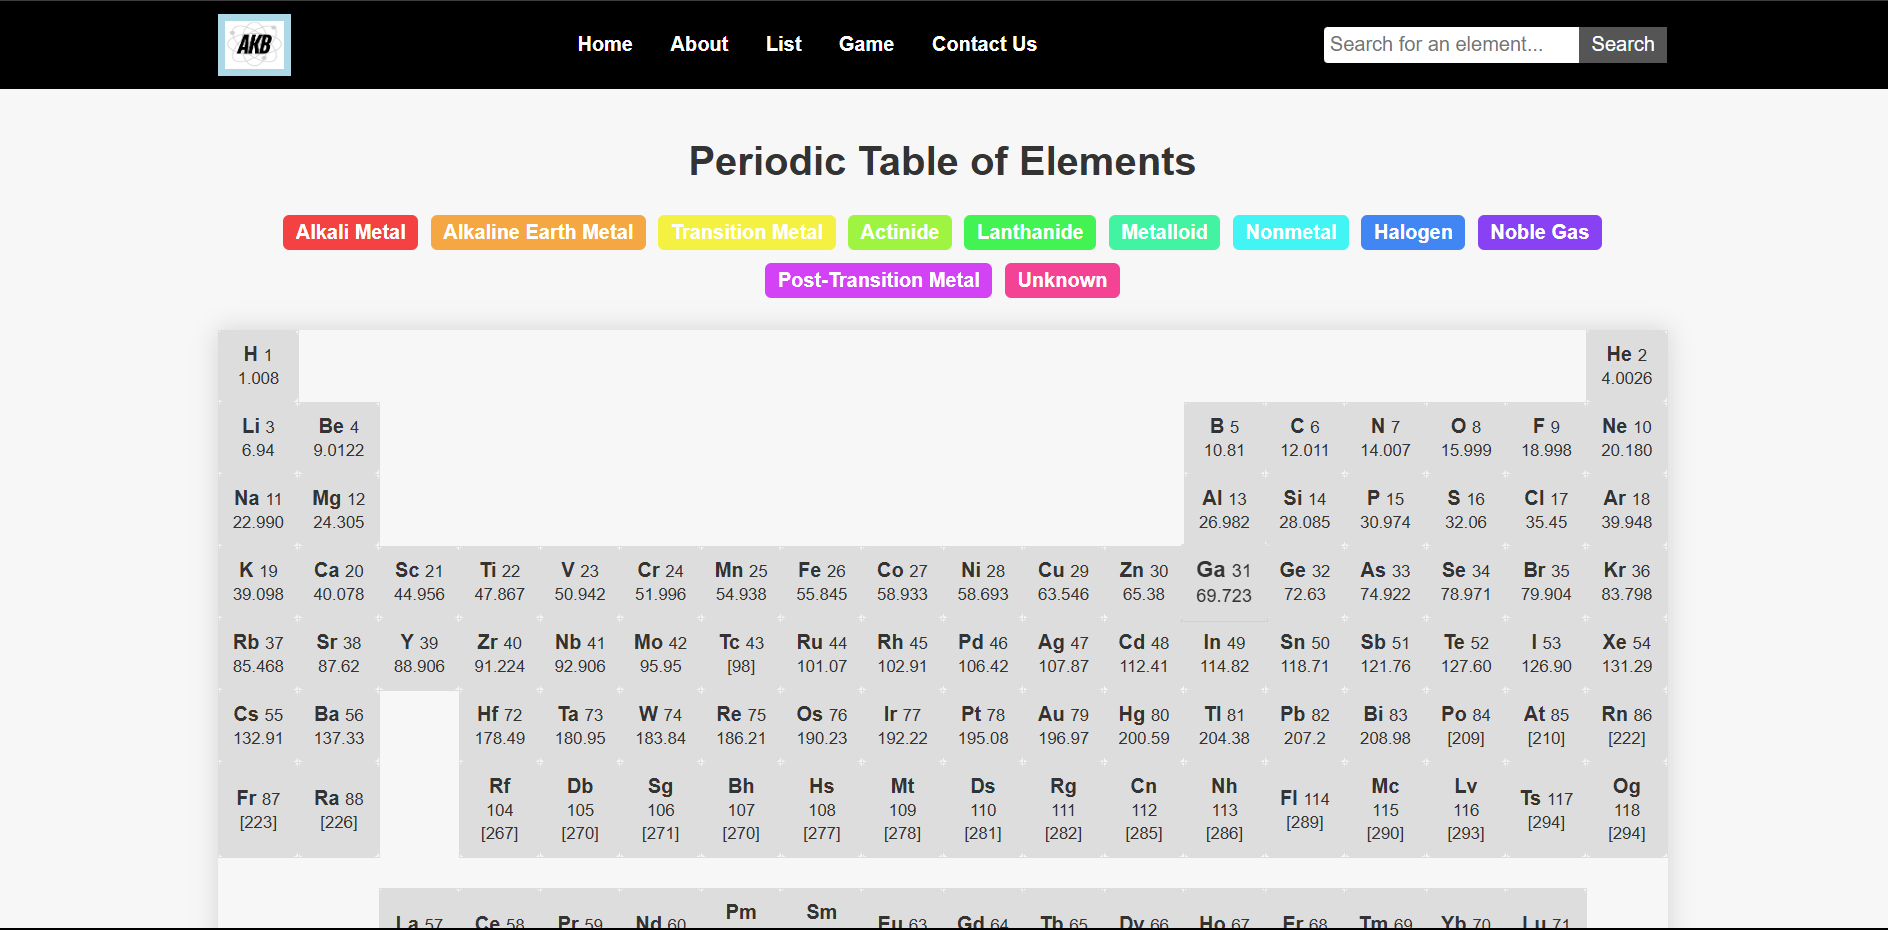 AKB
Home About List Game Contact Us
Search for an element... Search
Periodic Table of Elements
Alkali Metal Alkaline Earth Metal Transition Metal Actinide Lanthanide Metalloid Nonmetal Halogen Noble Gas
Post-Transition Metal Unknown
H 1 He 2
1.008 4.0026
Li 3 Be 4 B 5 C 6 N 7 O 8 F 9 Ne 10
6.94 9.0122 10.81 12.011 14.007 15.999 18.998 20.180
Na 11 Mg 12 Al 13 Si 14 P 15 S 16 Cl 17 Ar 18
22.990 24.305 26.982 28.085 30.974 32.06 35.45 39.948
K 19 Ca 20 Sc 21 Ti 22 V 23 Cr 24 Mn 25 Fe 26 Co 27 Ni 28 Cu 29 Zn 30 Ga 31 Ge 32 As 33 Se 34 Br 35 Kr 36
39.098 40.078 44.956 47.867 50.942 51.996 54.938 55.845 58.933 58.693 63.546 65.38 69.723 72.63 74.922 78.971 79.904 83.798
Rb 37 Sr 38 Y 39 Zr 40 Nb 41 Mo 42 Tc 43 Ru 44 Rh 45 Pd 46 Ag 47 Cd 48 In 49 Sn 50 Sb 51 Te 52 I 53 Xe 54
85.468 87.62 88.906 91.224 92.906 95.95 [98] 101.07 102.91 106.42 107.87 112.41 114.82 118.71 121.76 127.60 126.90 131.29
Cs 55 Ba 56 Hf 72 Ta 73 W 74 Re 75 Os 76 Ir 77 Pt 78 Au 79 Hg 80 Tl 81 Pb 82 Bi 83 Po 84 At 85 Rn 86
132.91 137.33 178.49 180.95 183.84 186.21 190.23 192.22 195.08 196.97 200.59 204.38 207.2 208.98 [209] [210] [222]
Rf Db Sg Bh Hs Mt Ds Rg Cn Nh Mc Lv Og
Fr 87 Ra 88 104 105 106 107 108 109 110 111 112 113 Fl 114 115 116 Ts 117 118
[223] [226] [267] [270] [271] [270] [277] [278] [281] [282] [285] [286] [289] [290] [293] [294] [294]
Pm Sm
La 57 Ce 58 Pr 59 Nd 60 Eu 63 Gd 64 Tb 65 Dy 66 Ho 67 Er 68 Tm 69 Yb 70 Lu 71